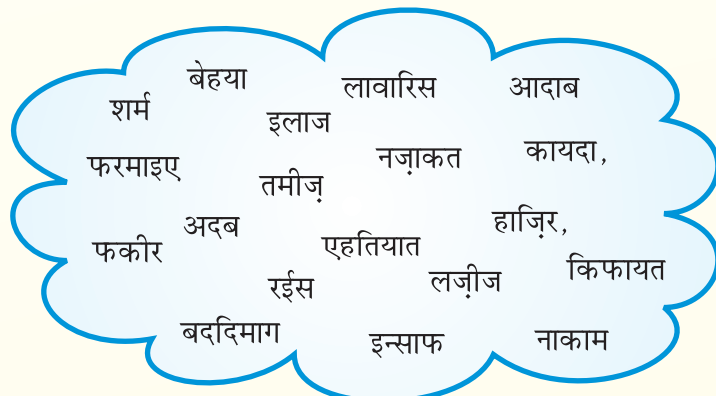 बेहया
लावारिस
आदाब
शर्म
इलाज
फरमाइए
नज़ाकत
कायदा,
तमीज़
फकीर
अदब
एहतियात
हाज़िर,
रईस
लज़ीज
किफायत
बददिमाग
इन्साफ
नाकाम